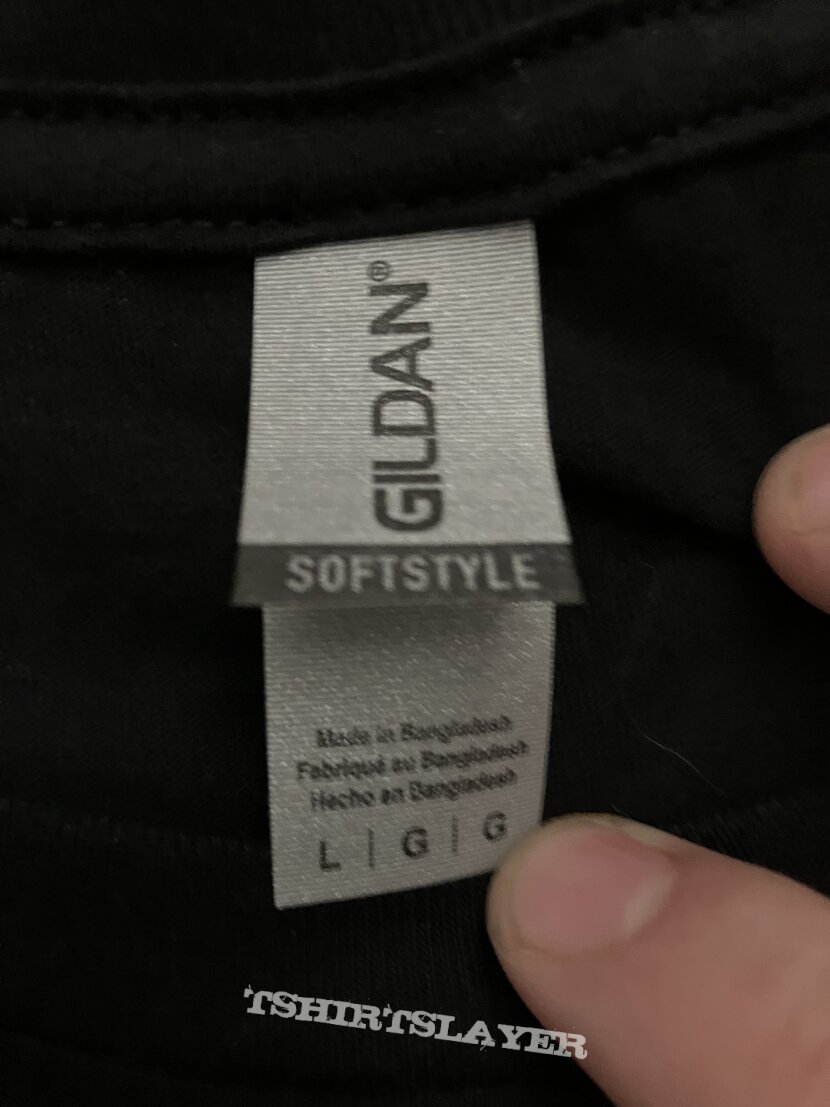 GILDAN®
SOFTSTYLE
Made in Bangladesh
Fabriqué au Bangladesh
Hecho en Bangladesh
L | G | G
TSHIRTSLAYER